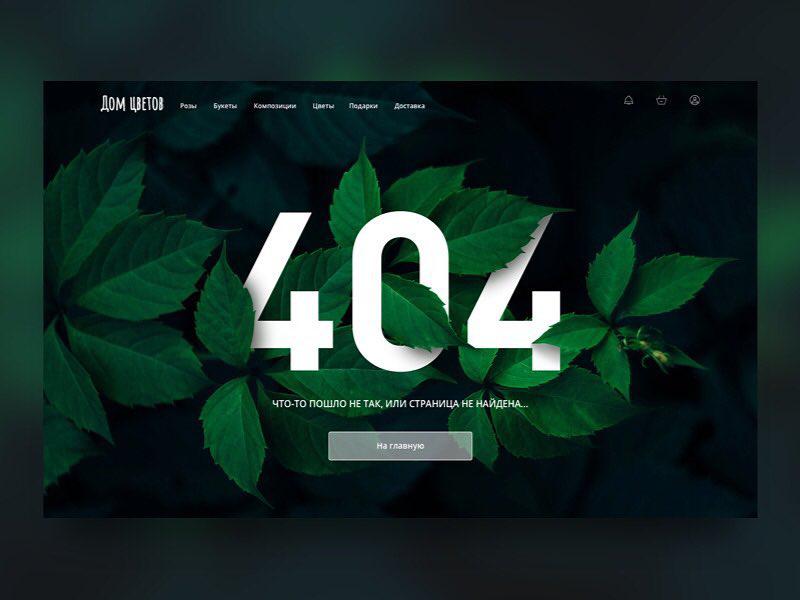 Дом цветов Розы Букеты Композиции Цветы Подарки Доставка
404
ЧТО-ТО ПОШЛО НЕ ТАК, ИЛИ СТРАНИЦА НЕ НАЙДЕНА...
На главную